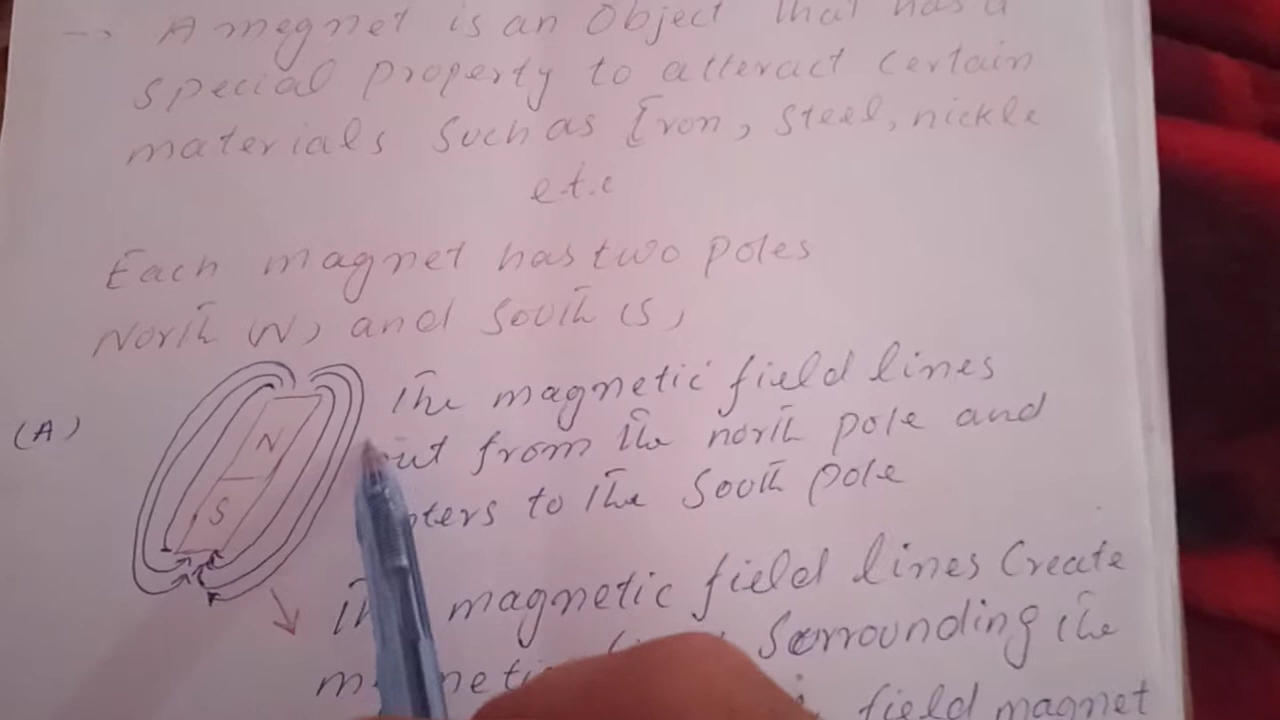 → A megnet is an Object that has a
special property to atteract certain
materials such as Iron, steel, nickle
e.t.c
Each magnet has two poles
North (N) and South (S)
(A)
N
S
The magnetic field lines
out from the north pole and
to the South pole
magnetic field lines Create
Surrounding the
field magnet